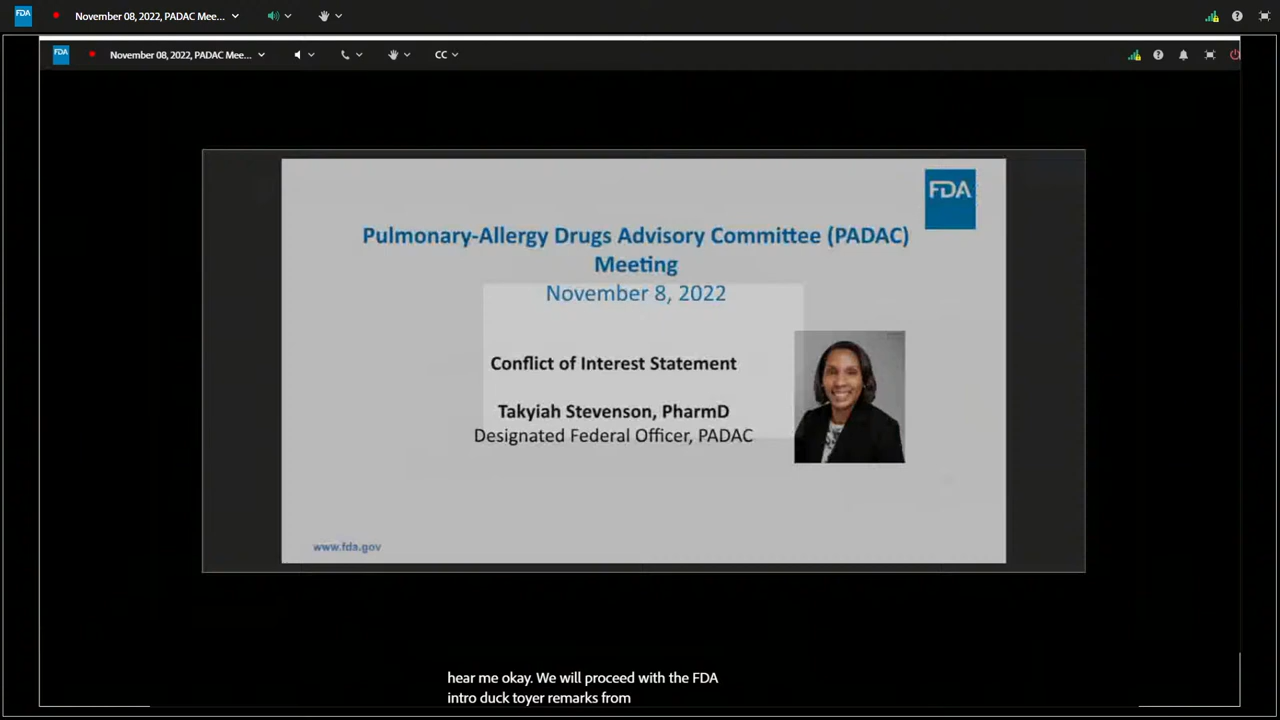 FDA
November 08, 2022, PADAC Mee...
FDA
November 08, 2022, PADAC Mee...
CC
FDA
Pulmonary-Allergy Drugs Advisory Committee (PADAC)
Meeting
November 8, 2022
Conflict of Interest Statement
Takyiah Stevenson, PharmD
Designated Federal Officer, PADAC
www.fda.gov
hear me okay. We will proceed with the FDA
intro duck toyer remarks from